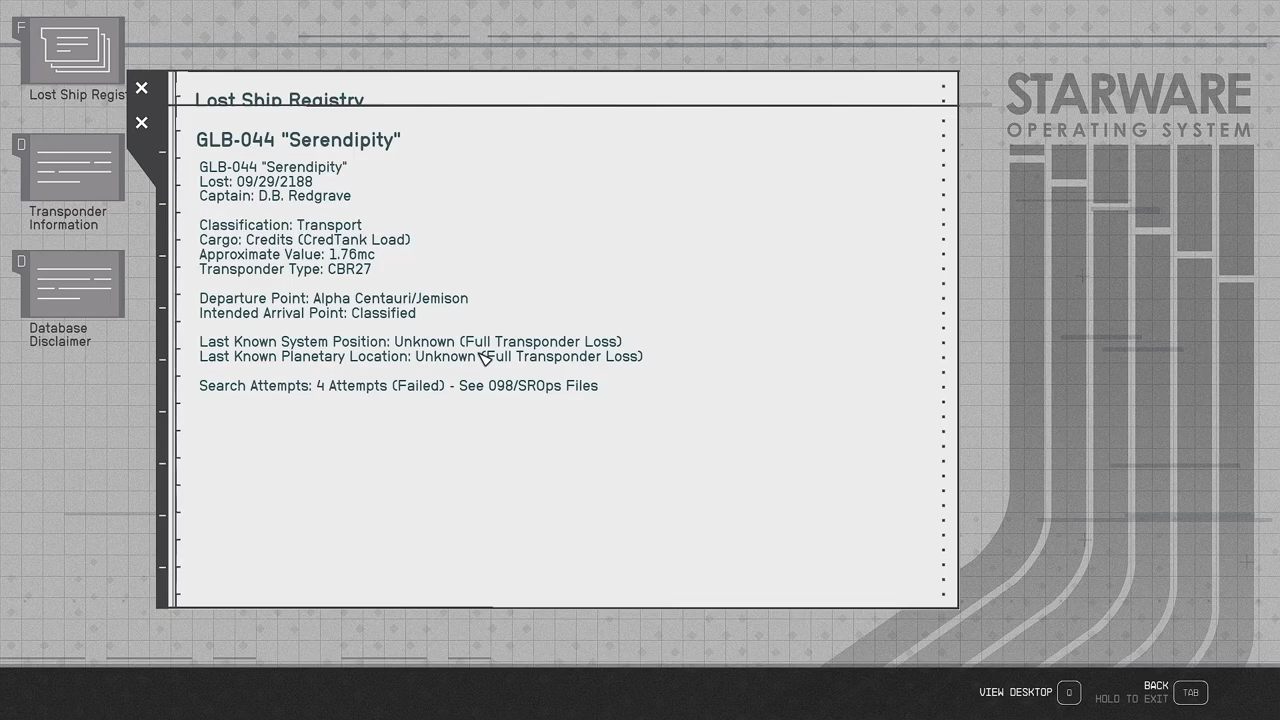 F
Lost Ship Regist
D
Transponder
Information
D
Database
Disclaimer
Lost Ship Registry
GLB-044 "Serendipity"
GLB-044 "Serendipity"
Lost: 09/29/2188
Captain: D.B. Redgrave
Classification: Transport
Cargo: Credits (CredTank Load)
Approximate Value: 1.76mc
Transponder Type: CBR27
Departure Point: Alpha Centauri/Jemison
Intended Arrival Point: Classified
Last Known System Position: Unknown (Full Transponder Loss)
Last Known Planetary Location: Unknown (Full Transponder Loss)
Search Attempts: 4 Attempts (Failed) - See 098/SROps Files
STARWARE
OPERATING SYSTEM
VIEW DESKTOP Q
BACK
HOLD TO EXIT TAB